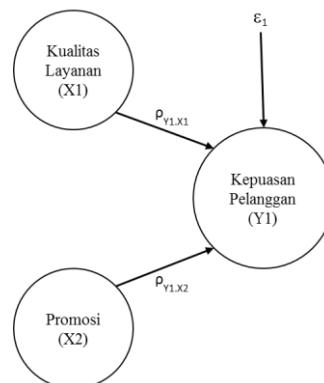 Kualitas
Layanan
(X1)
ε1
ρY1.X1
Kepuasan
Pelanggan
(Y1)
ρY1.X2
Promosi
(X2)